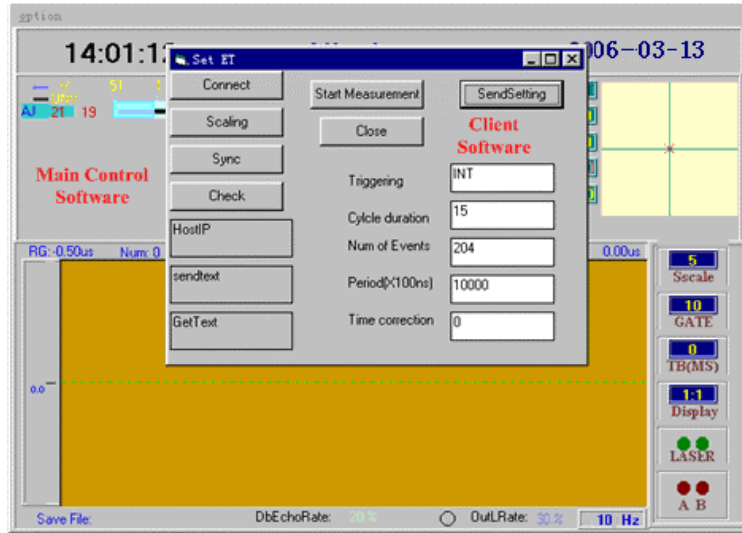 option
14:01:1
006-03-13
Set ET
Connect
Start Measurement
SendSetting
Scaling
Close
Client
Software
Sync
Check
Main Control
Software
AJ 21 19
51
Triggering INT
Cylcle duration 15
Num of Events 204
Period(X100ns) 10000
Time correction 0
HostIP
sendtext
GetText
RG:-0.50us Num: 0
0.00us
0.0
5
Sscale
10
GATE
0
TB(MS)
1:1
Display
LASER
A B
Save File: DbEchoRate: 20 % OutLRate: 30.% 10 Hz